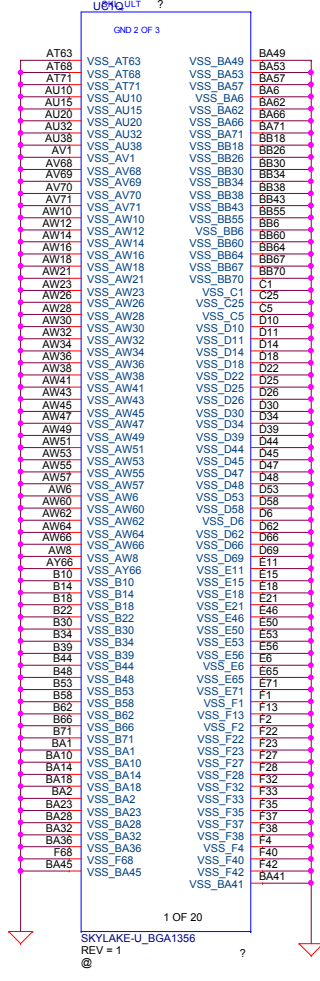 UC1Q SKL_ULT ?
GND 2 OF 3
AT63 VSS_AT63 VSS_BA49 BA49
AT68 VSS_AT68 VSS_BA53 BA53
AT71 VSS_AT71 VSS_BA57 BA57
AU10 VSS_AU10 VSS_BA6 BA6
AU15 VSS_AU15 VSS_BA62 BA62
AU20 VSS_AU20 VSS_BA66 BA66
AU32 VSS_AU32 VSS_BA71 BA71
AU38 VSS_AU38 VSS_BB18 BB18
AV1 VSS_AV1 VSS_BB26 BB26
AV68 VSS_AV68 VSS_BB30 BB30
AV69 VSS_AV69 VSS_BB34 BB34
AV70 VSS_AV70 VSS_BB38 BB38
AV71 VSS_AV71 VSS_BB43 BB43
AW10 VSS_AW10 VSS_BB55 BB55
AW12 VSS_AW12 VSS_BB6 BB6
AW14 VSS_AW14 VSS_BB60 BB60
AW16 VSS_AW16 VSS_BB64 BB64
AW18 VSS_AW18 VSS_BB67 BB67
AW21 VSS_AW21 VSS_BB70 BB70
AW23 VSS_AW23 VSS_C1 C1
AW26 VSS_AW26 VSS_C25 C25
AW28 VSS_AW28 VSS_C5 C5
AW30 VSS_AW30 VSS_D10 D10
AW32 VSS_AW32 VSS_D11 D11
AW34 VSS_AW34 VSS_D14 D14
AW36 VSS_AW36 VSS_D18 D18
AW38 VSS_AW38 VSS_D22 D22
AW41 VSS_AW41 VSS_D25 D25
AW43 VSS_AW43 VSS_D26 D26
AW45 VSS_AW45 VSS_D30 D30
AW47 VSS_AW47 VSS_D34 D34
AW49 VSS_AW49 VSS_D39 D39
AW51 VSS_AW51 VSS_D44 D44
AW53 VSS_AW53 VSS_D45 D45
AW55 VSS_AW55 VSS_D47 D47
AW57 VSS_AW57 VSS_D48 D48
AW6 VSS_AW6 VSS_D53 D53
AW60 VSS_AW60 VSS_D58 D58
AW62 VSS_AW62 VSS_D6 D6
AW64 VSS_AW64 VSS_D62 D62
AW66 VSS_AW66 VSS_D66 D66
AW8 VSS_AW8 VSS_D69 D69
AY66 VSS_AY66 VSS_E11 E11
B10 VSS_B10 VSS_E15 E15
B14 VSS_B14 VSS_E18 E18
B18 VSS_B18 VSS_E21 E21
B22 VSS_B22 VSS_E46 E46
B30 VSS_B30 VSS_E50 E50
B34 VSS_B34 VSS_E53 E53
B39 VSS_B39 VSS_E56 E56
B44 VSS_B44 VSS_E6 E6
B48 VSS_B48 VSS_E65 E65
B53 VSS_B53 VSS_E71 E71
B58 VSS_B58 VSS_F1 F1
B62 VSS_B62 VSS_F13 F13
B66 VSS_B66 VSS_F2 F2
B71 VSS_B71 VSS_F22 F22
BA1 VSS_BA1 VSS_F23 F23
BA10 VSS_BA10 VSS_F27 F27
BA14 VSS_BA14 VSS_F28 F28
BA18 VSS_BA18 VSS_F32 F32
BA2 VSS_BA2 VSS_F33 F33
BA23 VSS_BA23 VSS_F35 F35
BA28 VSS_BA28 VSS_F37 F37
BA32 VSS_BA32 VSS_F38 F38
BA36 VSS_BA36 VSS_F4 F4
F68 VSS_F68 VSS_F40 F40
BA45 VSS_BA45 VSS_F42 F42
VSS_BA41 BA41
1 OF 20
SKYLAKE-U_BGA1356
REV = 1 ?
@